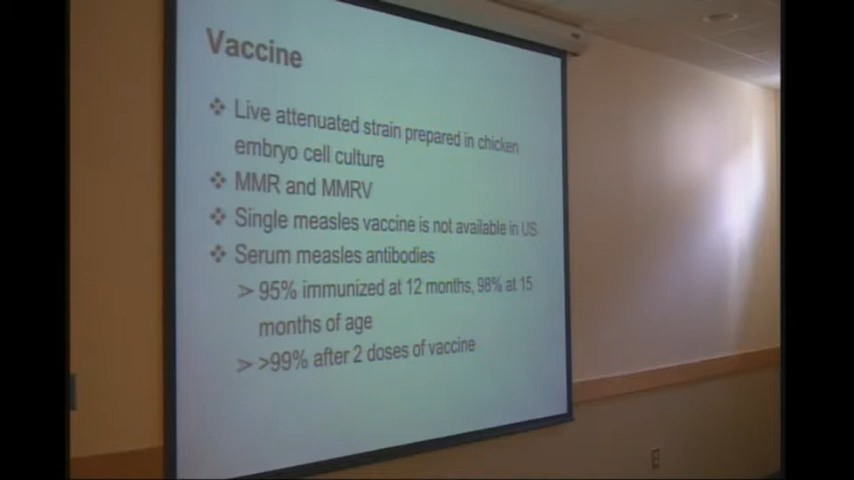 Vaccine
❖ Live attenuated strain prepared in chicken
embryo cell culture
❖ MMR and MMRV
❖ Single measles vaccine is not available in US
❖ Serum measles antibodies
➢ 95% immunized at 12 months, 98% at 15
months of age
➢ >99% after 2 doses of vaccine